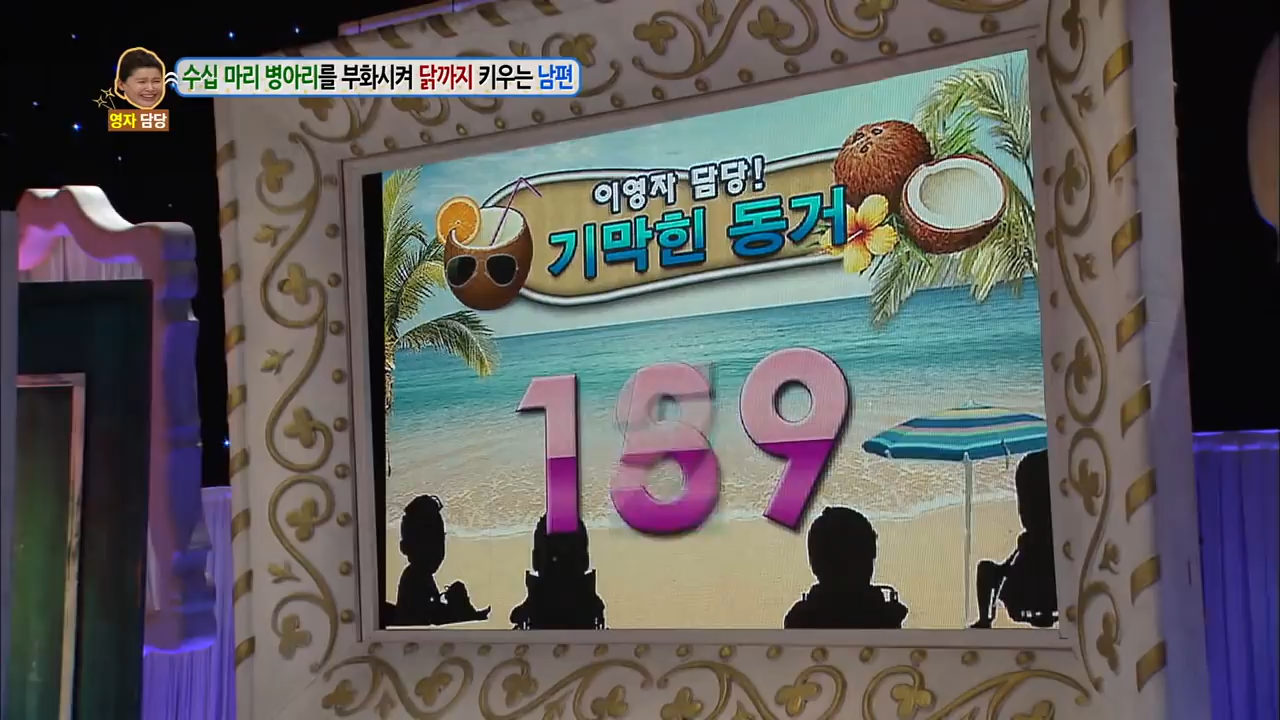 수십 마리 병아리를 부화시켜 닭까지 키우는 남편
영자 담당
이영자 담당!
기막힌 동거